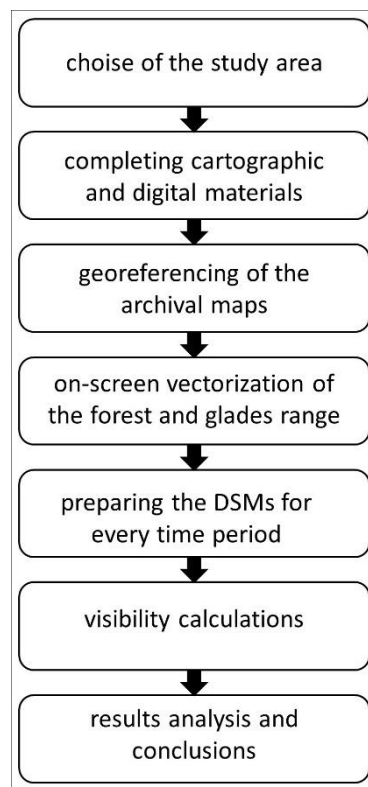 choise of the study area
completing cartographic
and digital materials
georeferencing of the
archival maps
on-screen vectorization of
the forest and glades range
preparing the DSMs for
every time period
visibility calculations
results analysis and
conclusions